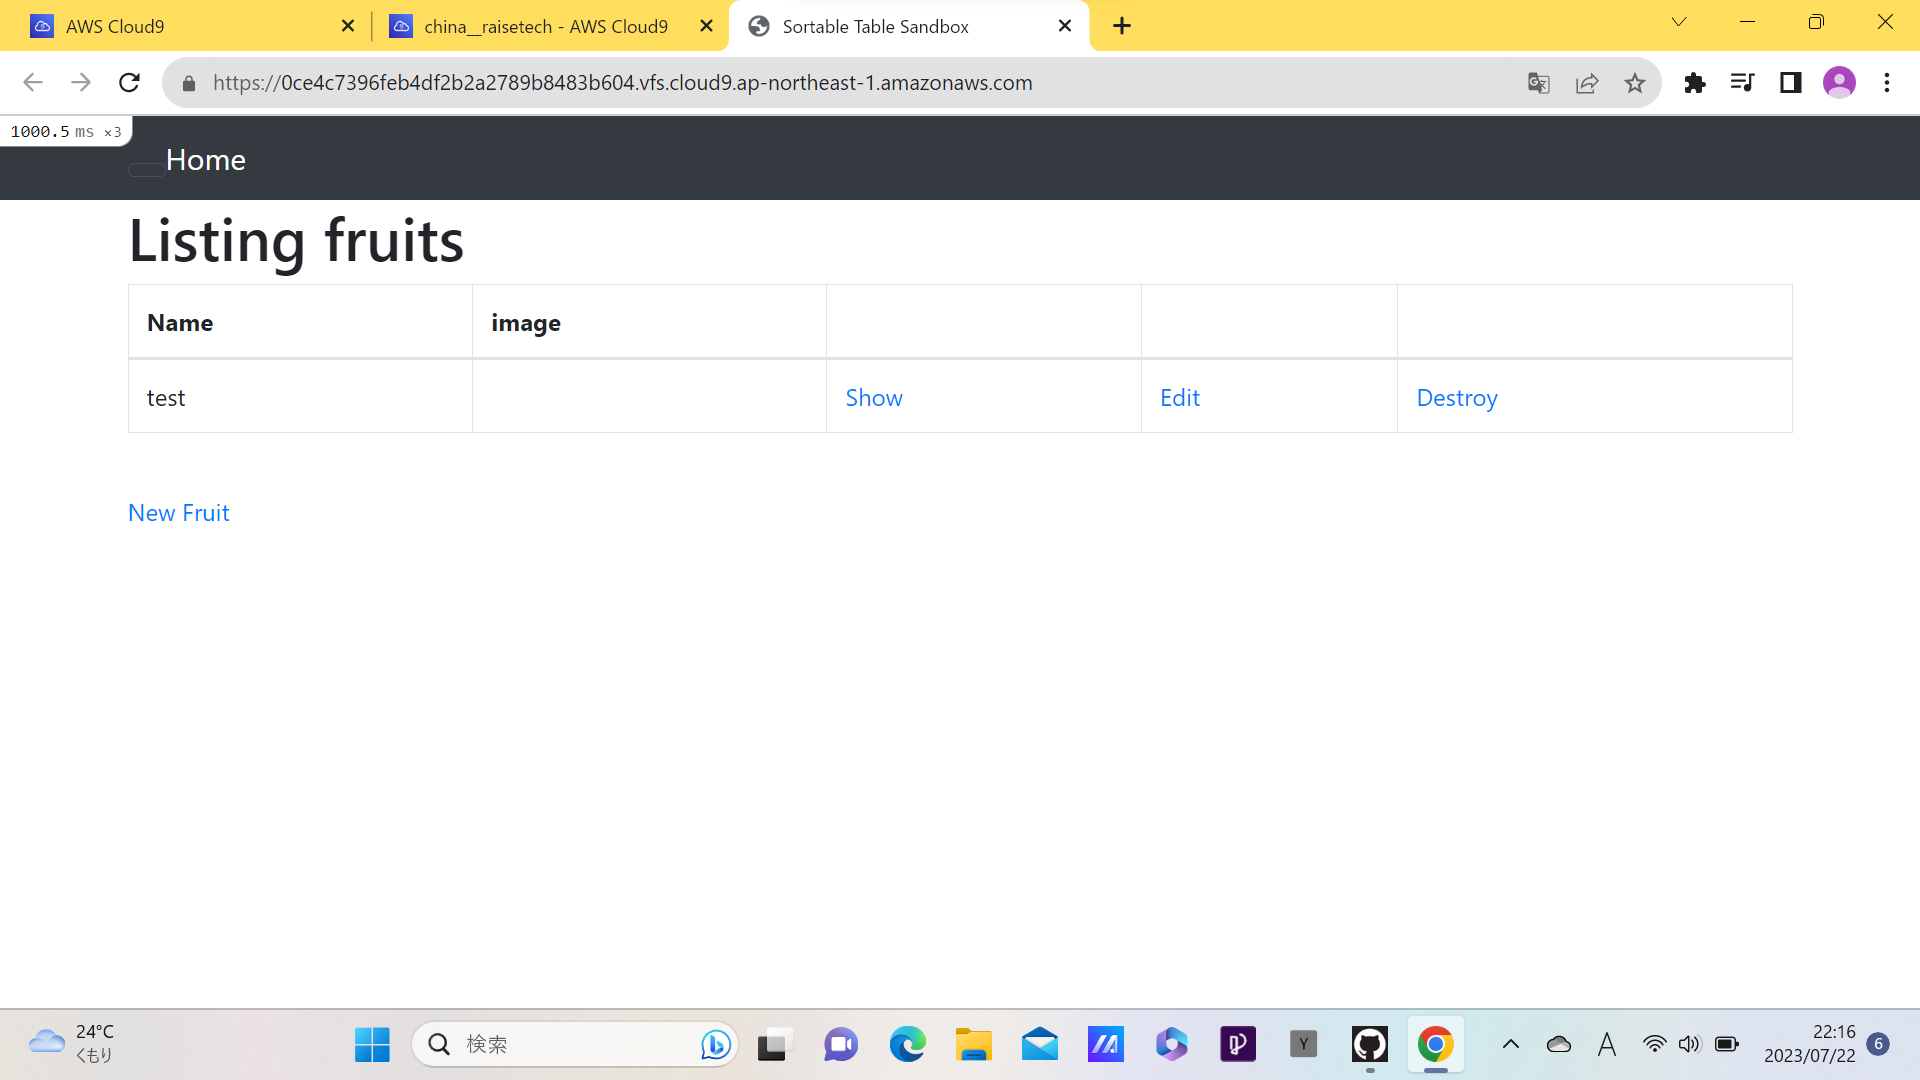 AWS Cloud9
china__raisetech - AWS Cloud9
Sortable Table Sandbox
https://0ce4c7396feb4df2b2a2789b8483b604.vfs.cloud9.ap-northeast-1.amazonaws.com
1000.5 ms ×3
Home
Listing fruits
Name image
test Show Edit Destroy
New Fruit
24°C
くもり
検索
Y
A
22:16
2023/07/22
6